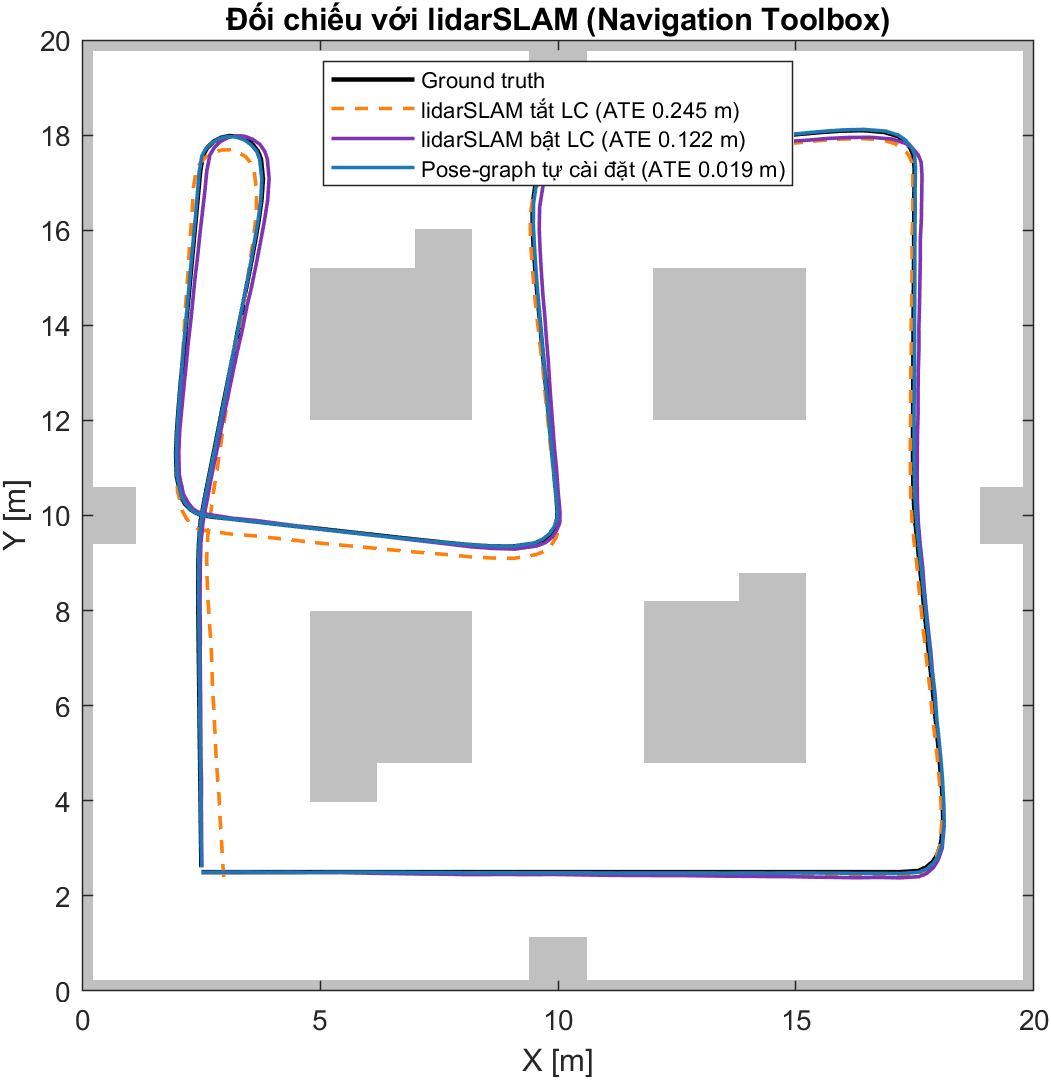 Đối chiếu với lidarSLAM (Navigation Toolbox)
20
18
16
14
12
10
8
6
4
2
0
Y [m]
Ground truth
lidarSLAM tắt LC (ATE 0.245 m)
lidarSLAM bật LC (ATE 0.122 m)
Pose-graph tự cài đặt (ATE 0.019 m)
0 5 10 15 20
X [m]